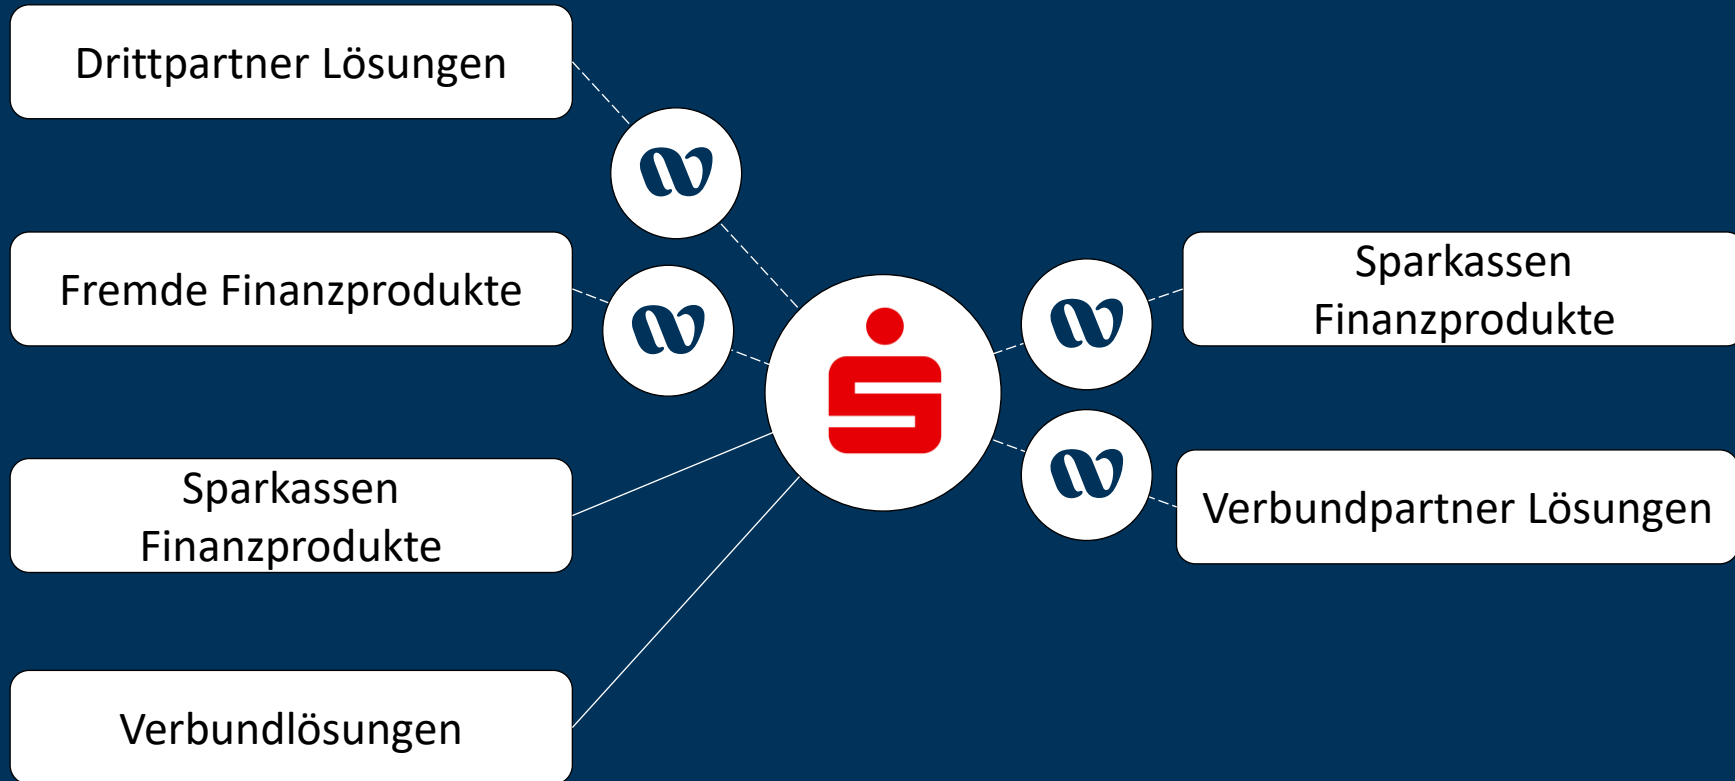 Drittpartner Lösungen
Fremde Finanzprodukte
Sparkassen
Finanzprodukte
Verbundlösungen
Sparkassen
Finanzprodukte
Verbundpartner Lösungen